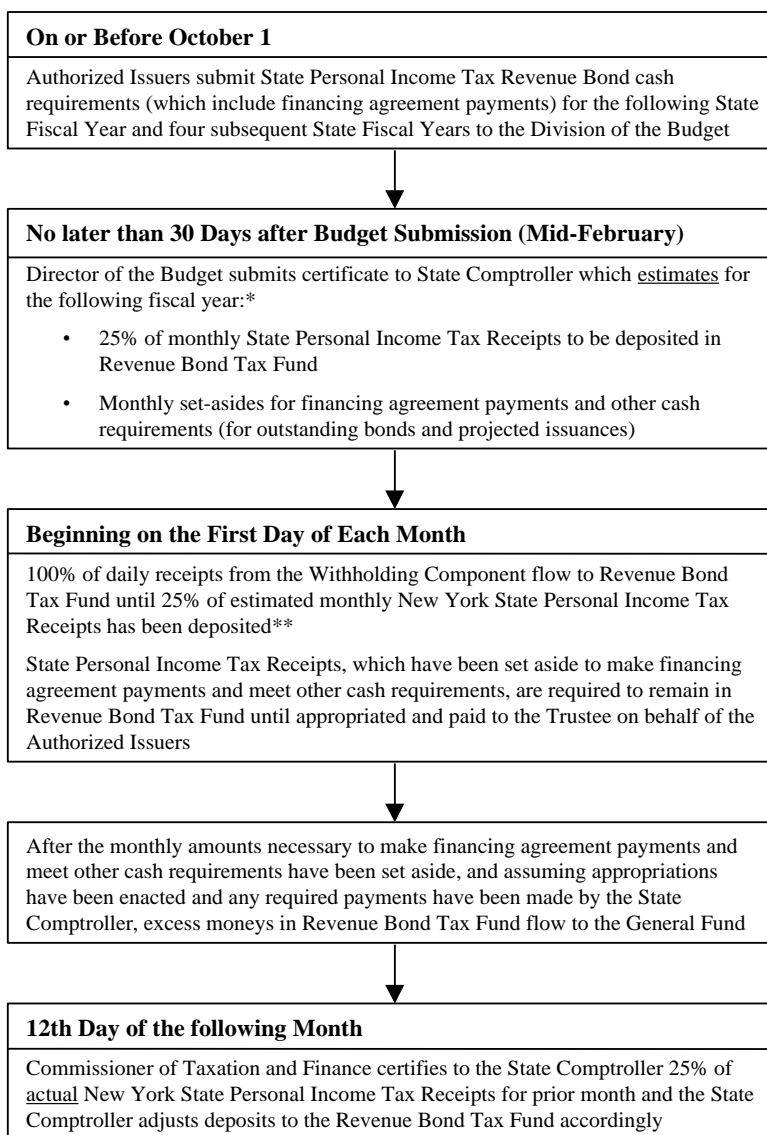 On or Before October 1
Authorized Issuers submit State Personal Income Tax Revenue Bond cash
requirements (which include financing agreement payments) for the following State
Fiscal Year and four subsequent State Fiscal Years to the Division of the Budget
No later than 30 Days after Budget Submission (Mid-February)
Director of the Budget submits certificate to State Comptroller which estimates for
the following fiscal year:*
• 25% of monthly State Personal Income Tax Receipts to be deposited in
Revenue Bond Tax Fund
• Monthly set-asides for financing agreement payments and other cash
requirements (for outstanding bonds and projected issuances)
Beginning on the First Day of Each Month
100% of daily receipts from the Withholding Component flow to Revenue Bond
Tax Fund until 25% of estimated monthly New York State Personal Income Tax
Receipts has been deposited**
State Personal Income Tax Receipts, which have been set aside to make financing
agreement payments and meet other cash requirements, are required to remain in
Revenue Bond Tax Fund until appropriated and paid to the Trustee on behalf of the
Authorized Issuers
After the monthly amounts necessary to make financing agreement payments and
meet other cash requirements have been set aside, and assuming appropriations
have been enacted and any required payments have been made by the State
Comptroller, excess moneys in Revenue Bond Tax Fund flow to the General Fund
12th Day of the following Month
Commissioner of Taxation and Finance certifies to the State Comptroller 25% of
actual New York State Personal Income Tax Receipts for prior month and the State
Comptroller adjusts deposits to the Revenue Bond Tax Fund accordingly